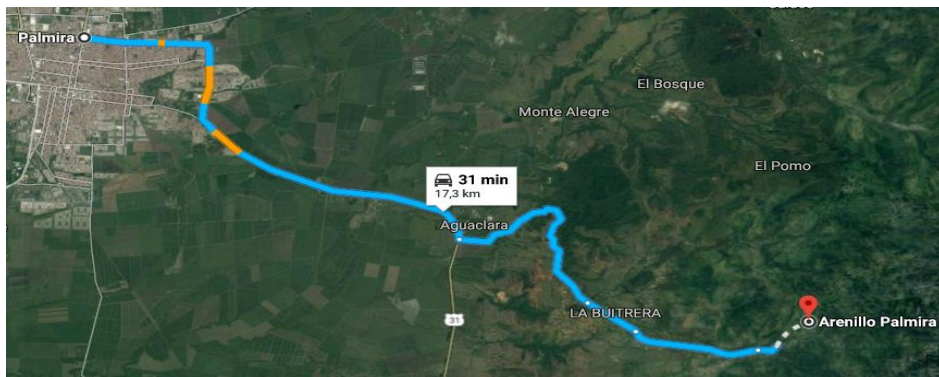 Palmira
El Bosque
Monte Alegre
El Pomo
31 min
17,3 km
Aguaclara
LA BUITRERA
31
Arenillo Palmira